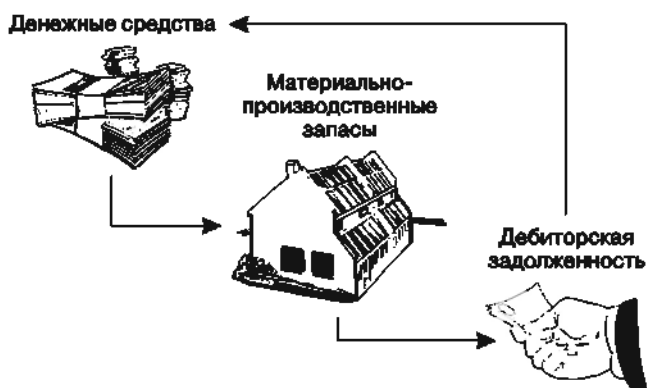 Денежные средства
Материально-
производственные
запасы
Дебиторская
задолженность